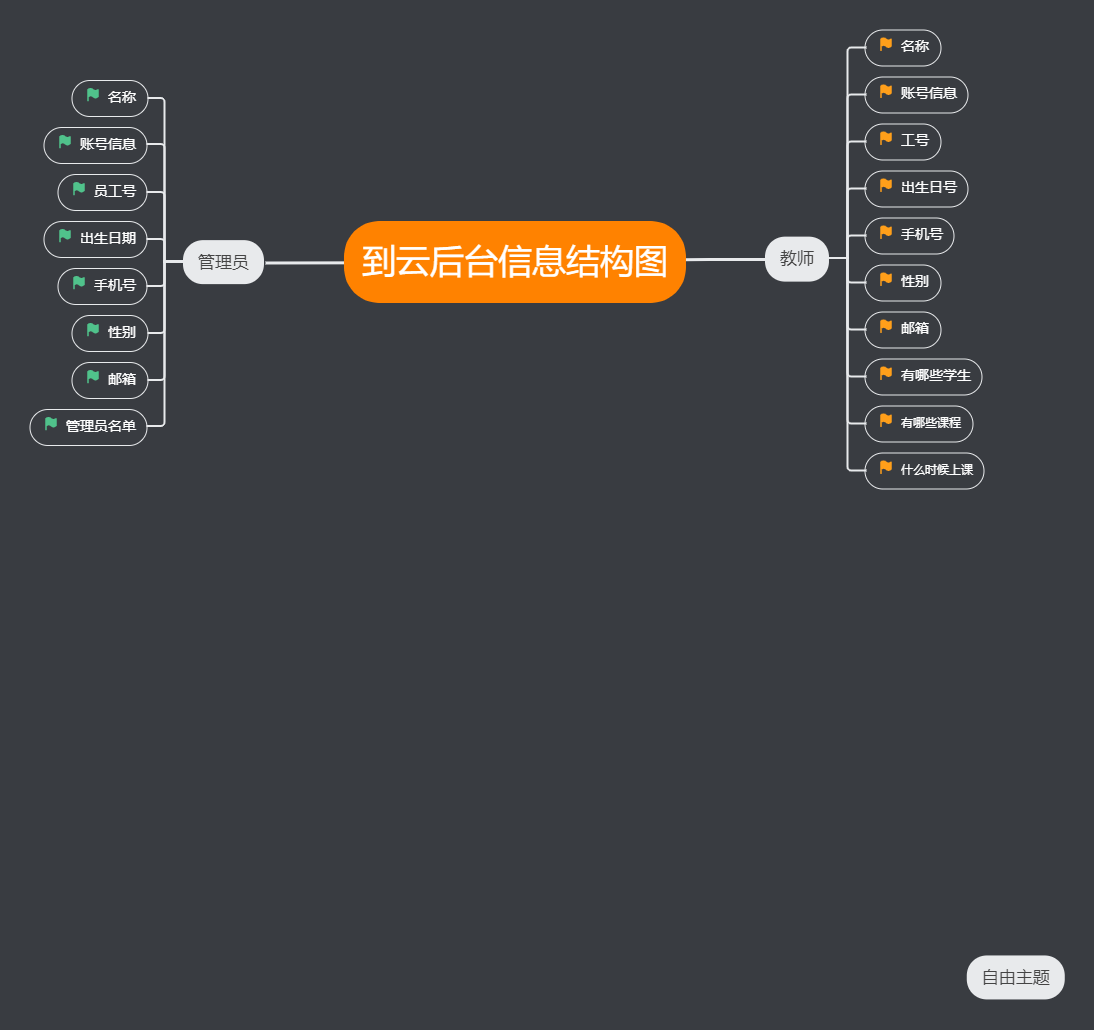 到云后台信息结构图
管理员
名称
账号信息
员工号
出生日期
手机号
性别
邮箱
管理员名单
教师
名称
账号信息
工号
出生日号
手机号
性别
邮箱
有哪些学生
有哪些课程
什么时候上课
自由主题